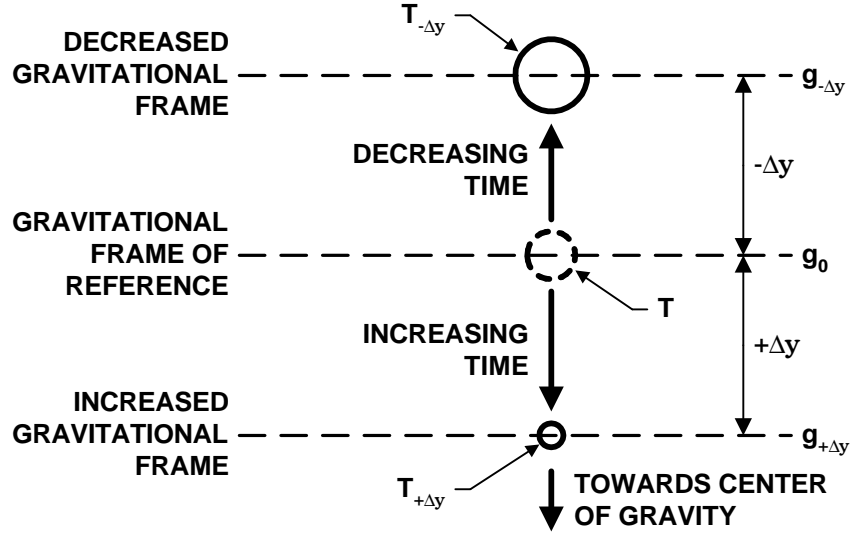 T-Δy
DECREASED
GRAVITATIONAL
FRAME
g-Δy
DECREASING
TIME
-Δy
GRAVITATIONAL
FRAME OF
REFERENCE
g0
T
INCREASING
TIME
+Δy
INCREASED
GRAVITATIONAL
FRAME
g+Δy
T+Δy
TOWARDS CENTER
OF GRAVITY